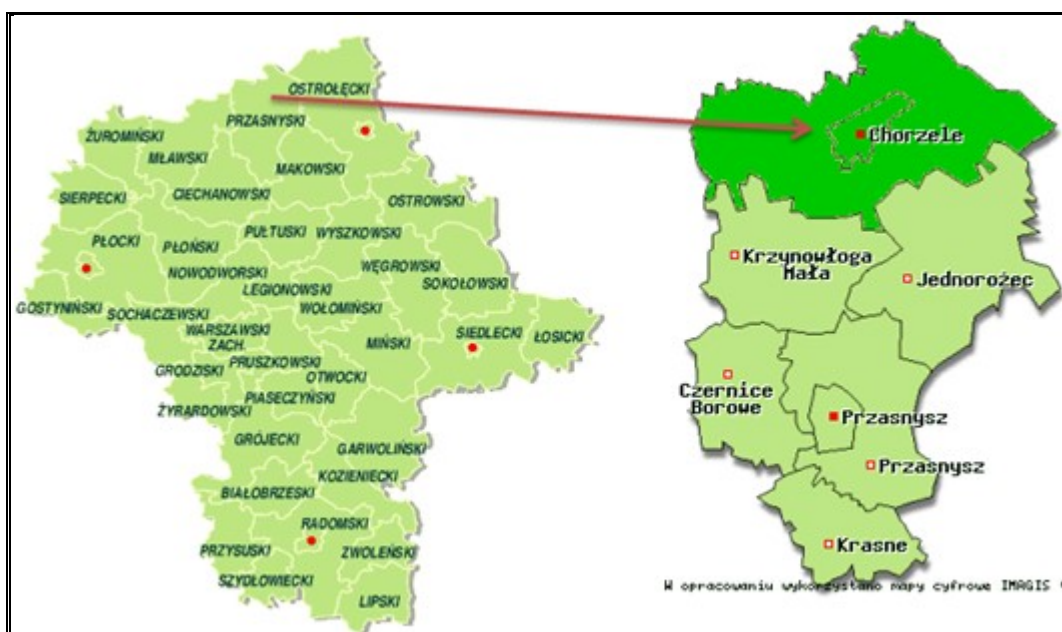 OSTROŁĘCKI
PRZASNYSKI
ŻUROMIŃSKI
MŁAWSKI
MAKOWSKI
SIERPECKI
CIECHANOWSKI
OSTROWSKI
PŁOCKI
PŁOŃSKI
PUŁTUSKI
WYSZKOWSKI
NOWODWORSKI
WĘGROWSKI
SOKOŁOWSKI
LEGIONOWSKI
GOSTYNIŃSKI
SOCHACZEWSKI
WOŁOMIŃSKI
WARSZAWSKI
ZACH.
MIŃSKI
SIEDLECKI
ŁOSICKI
PRUSZKOWSKI
GRODZISKI
OTWOCKI
ŻYRARDOWSKI
PIASECZYŃSKI
GRÓJECKI
GARWOLIŃSKI
KOZIENICKI
BIAŁOBRZESKI
RADOMSKI
PRZYSUSKI
ZWOLEŃSKI
SZYDŁOWIECKI
LIPSKI
Chorzele
Krzynowłoga
Mała
Jednorożec
Czernice
Borowe
Przasnysz
Przasnysz
Krasne
W opracowaniu wykorzystano mapy cyfrowe IMAGIS